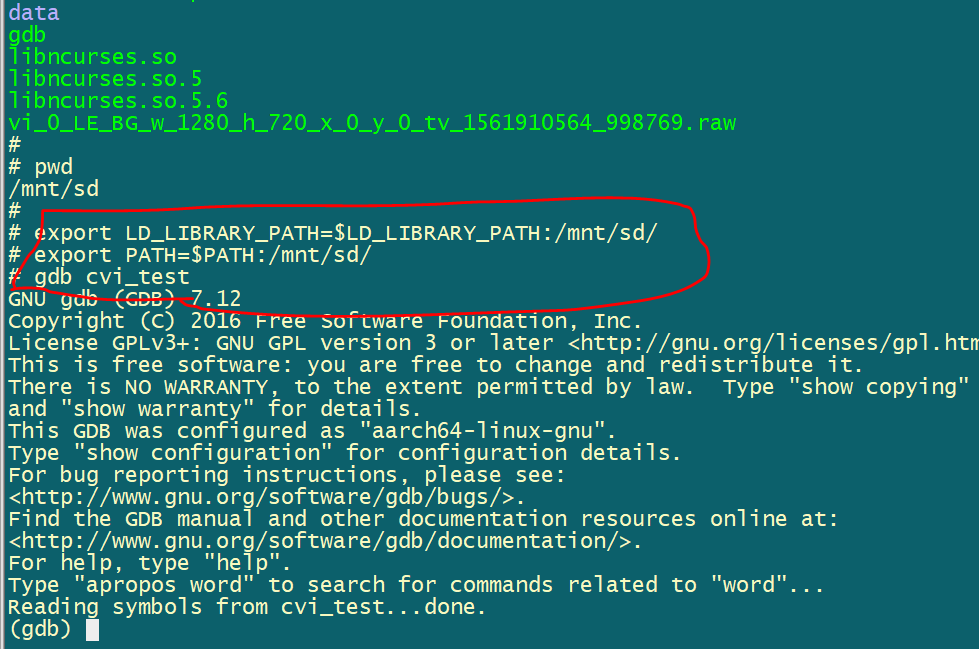 data
gdb
libncurses.so
libncurses.so.5
libncurses.so.5.6
vi_0_LE_BG_w_1280_h_720_x_0_y_0_tv_1561910564_998769.raw
#
# pwd
/mnt/sd
#
# export LD_LIBRARY_PATH=$LD_LIBRARY_PATH:/mnt/sd/
# export PATH=$PATH:/mnt/sd/
# gdb cvi_test
GNU gdb (GDB) 7.12
Copyright (C) 2016 Free Software Foundation, Inc.
License GPLv3+: GNU GPL version 3 or later <http://gnu.org/licenses/gpl.htm
This is free software: you are free to change and redistribute it.
There is NO WARRANTY, to the extent permitted by law.  Type "show copying"
and "show warranty" for details.
This GDB was configured as "aarch64-linux-gnu".
Type "show configuration" for configuration details.
For bug reporting instructions, please see:
<http://www.gnu.org/software/gdb/bugs/>.
Find the GDB manual and other documentation resources online at:
<http://www.gnu.org/software/gdb/documentation/>.
For help, type "help".
Type "apropos word" to search for commands related to "word"...
Reading symbols from cvi_test...done.
(gdb)